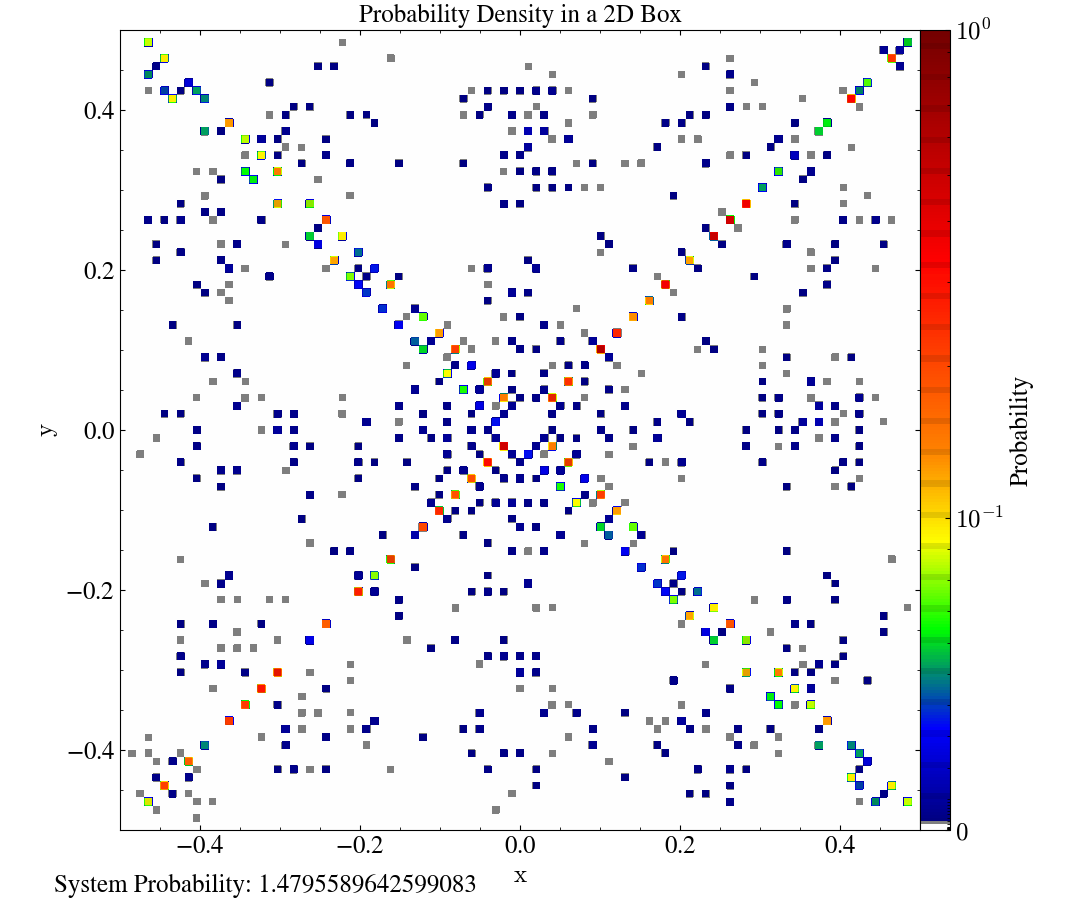 Probability Density in a 2D Box
10⁰
0.4
0.2
0.0
−0.2
−0.4
y
10⁻¹
0
Probability
−0.4 −0.2 0.0 0.2 0.4
x
System Probability: 1.4795589642599083